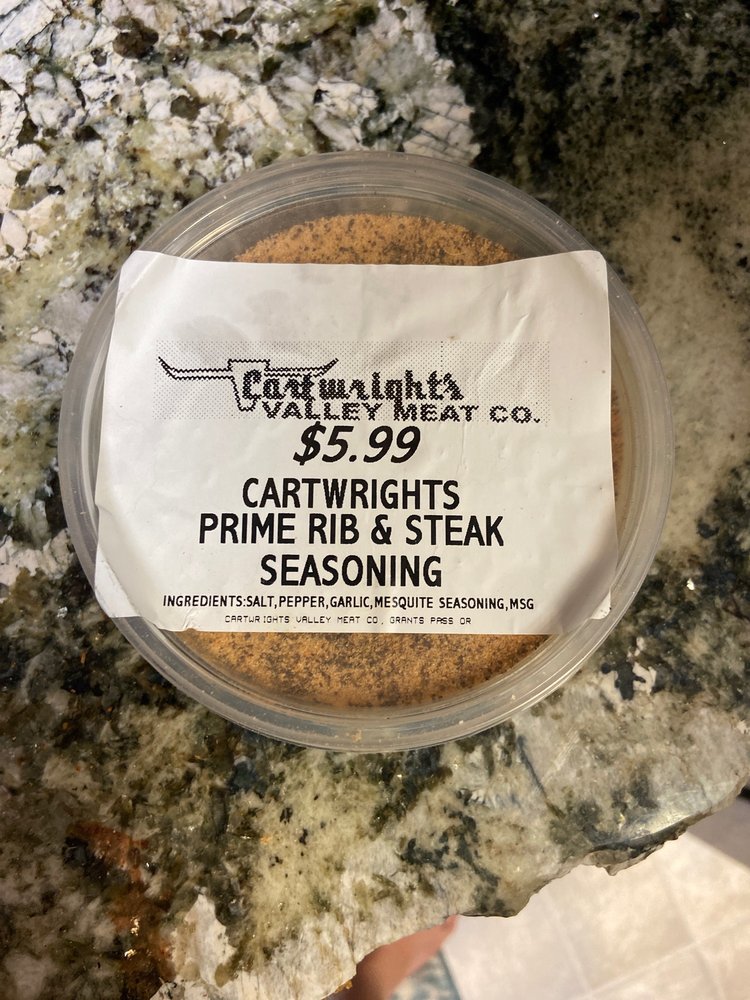 Cartwright's
VALLEY MEAT CO.
$5.99
CARTWRIGHTS
PRIME RIB & STEAK
SEASONING
INGREDIENTS:SALT,PEPPER,GARLIC,MESQUITE SEASONING,MSG
CARTWRIGHTS VALLEY MEAT CO, GRANTS PASS OR